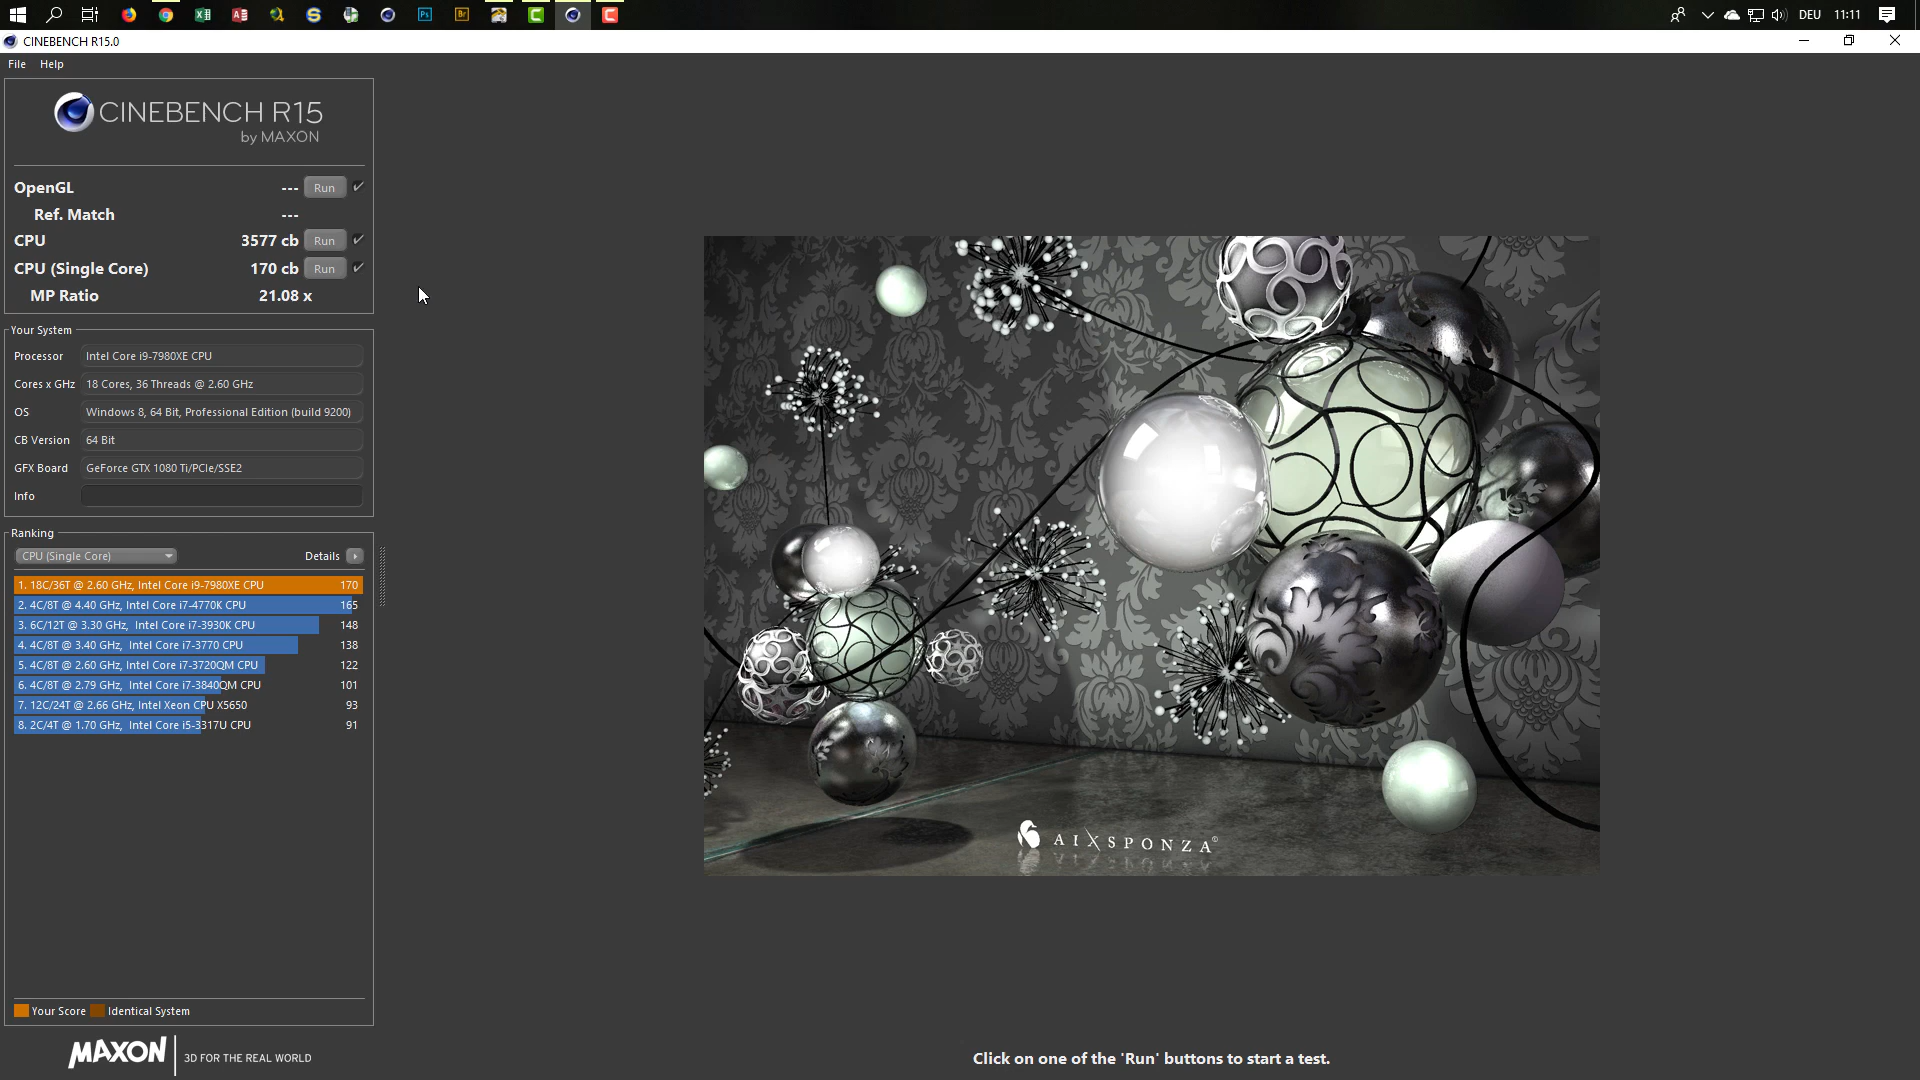 DEU 11:11
CINEBENCH R15.0
File Help
CINEBENCH R15
by MAXON
OpenGL --- Run
Ref. Match ---
CPU 3577 cb Run
CPU (Single Core) 170 cb Run
MP Ratio 21.08 x
Your System
Processor Intel Core i9-7980XE CPU
Cores x GHz 18 Cores, 36 Threads @ 2.60 GHz
OS Windows 8, 64 Bit, Professional Edition (build 9200)
CB Version 64 Bit
GFX Board GeForce GTX 1080 Ti/PCIe/SSE2
Info
Ranking
CPU (Single Core) Details
1. 18C/36T @ 2.60 GHz, Intel Core i9-7980XE CPU 170
2. 4C/8T @ 4.40 GHz, Intel Core i7-4770K CPU 165
3. 6C/12T @ 3.30 GHz, Intel Core i7-3930K CPU 148
4. 4C/8T @ 3.40 GHz, Intel Core i7-3770 CPU 138
5. 4C/8T @ 2.60 GHz, Intel Core i7-3720QM CPU 122
6. 4C/8T @ 2.79 GHz, Intel Core i7-3840QM CPU 101
7. 12C/24T @ 2.66 GHz, Intel Xeon CPU X5650 93
8. 2C/4T @ 1.70 GHz, Intel Core i5-3317U CPU 91
AIXSPONZA©
Your Score Identical System
MAXON 3D FOR THE REAL WORLD
Click on one of the 'Run' buttons to start a test.